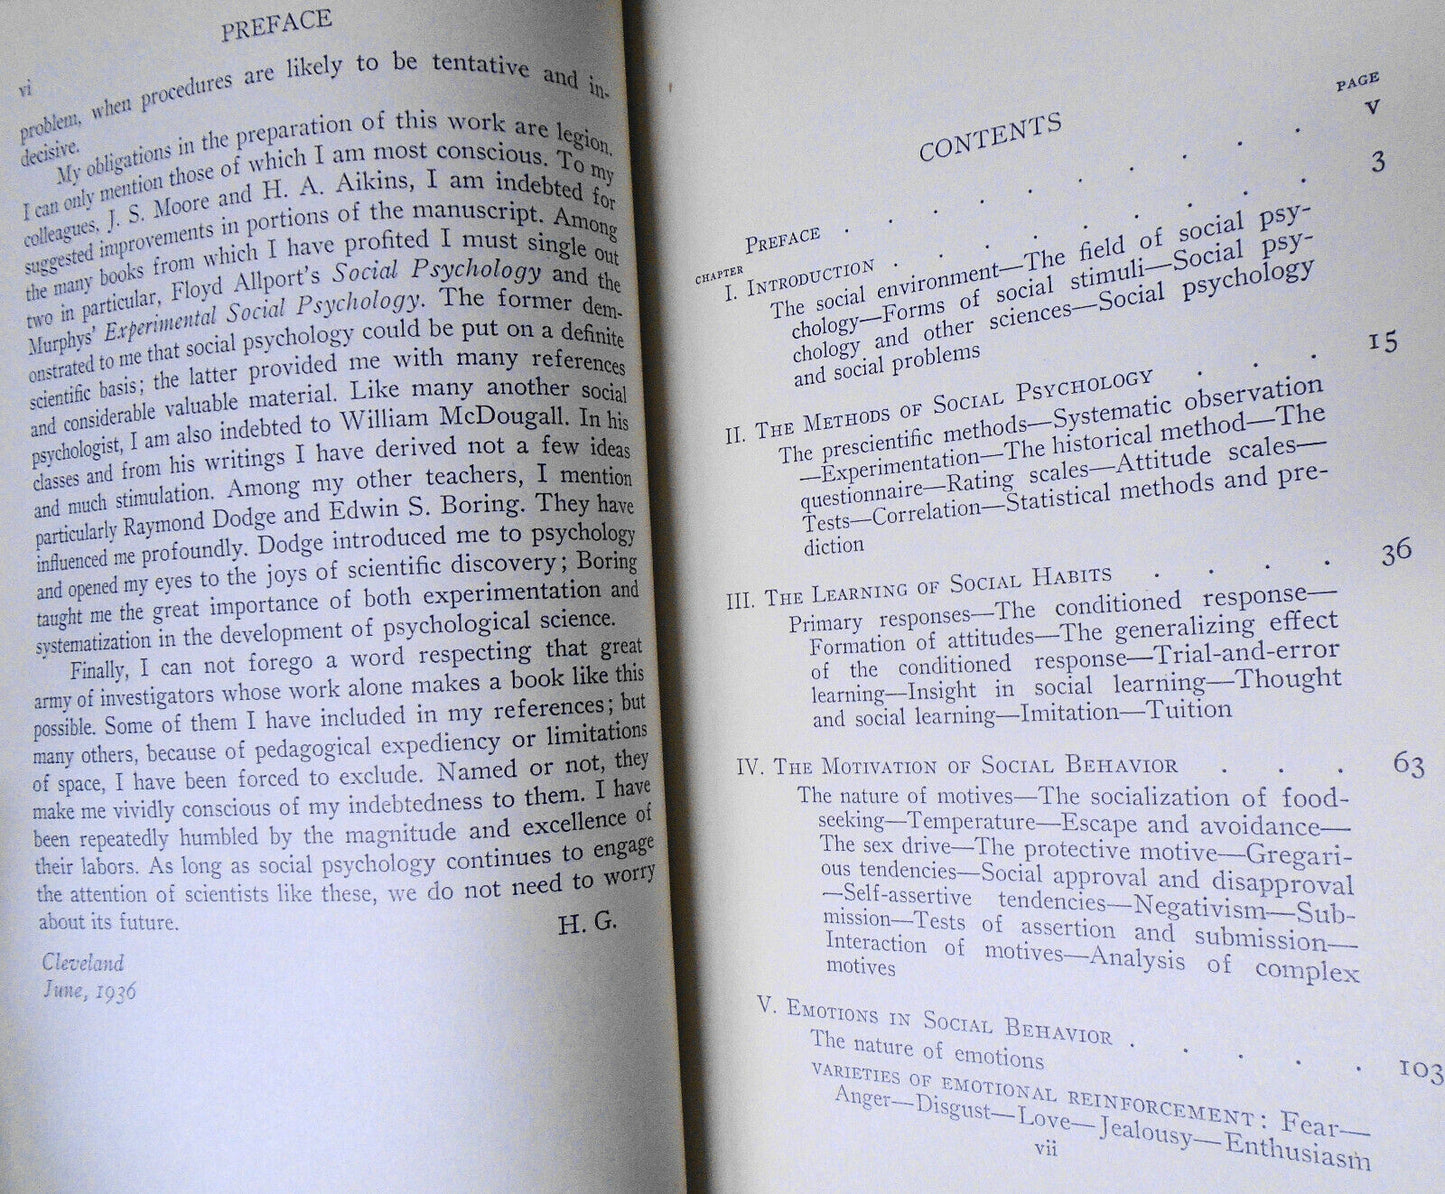 PREFACE
vi
problem, when procedures are likely to be tentative and in-
decisive.
My obligations in the preparation of this work are legion.
I can only mention those of which I am most conscious. To my
colleagues, J. S. Moore and H. A. Aikins, I am indebted for
suggested improvements in portions of the manuscript. Among
the many books from which I have profited I must single out
two in particular, Floyd Allport's Social Psychology and the
Murphys' Experimental Social Psychology. The former dem-
onstrated to me that social psychology could be put on a definite
scientific basis; the latter provided me with many references
and considerable valuable material. Like many another social
psychologist, I am also indebted to William McDougall. In his
classes and from his writings I have derived not a few ideas
and much stimulation. Among my other teachers, I mention
particularly Raymond Dodge and Edwin S. Boring. They have
influenced me profoundly. Dodge introduced me to psychology
and opened my eyes to the joys of scientific discovery; Boring
taught me the great importance of both experimentation and
systematization in the development of psychological science.
Finally, I can not forego a word respecting that great
army of investigators whose work alone makes a book like this
possible. Some of them I have included in my references; but
many others, because of pedagogical expediency or limitations
of space, I have been forced to exclude. Named or not, they
make me vividly conscious of my indebtedness to them. I have
been repeatedly humbled by the magnitude and excellence of
their labors. As long as social psychology continues to engage
the attention of scientists like these, we do not need to worry
about its future.
H. G.
Cleveland
June, 1936
CONTENTS
PAGE
PREFACE . . . . . . . . . V
CHAPTER
I. INTRODUCTION . . . . . . . . 3
The social environment—The field of social psy-
chology—Forms of social stimuli—Social psy-
chology and other sciences—Social psychology
and social problems
II. THE METHODS OF SOCIAL PSYCHOLOGY . . . 15
The prescientific methods—Systematic observation
—Experimentation—The historical method—The
questionnaire—Rating scales—Attitude scales—
Tests—Correlation—Statistical methods and pre-
diction
III. THE LEARNING OF SOCIAL HABITS . . . . 36
Primary responses—The conditioned response—
Formation of attitudes—The generalizing effect
of the conditioned response—Trial-and-error
learning—Insight in social learning—Thought
and social learning—Imitation—Tuition
IV. THE MOTIVATION OF SOCIAL BEHAVIOR . . . 63
The nature of motives—The socialization of food-
seeking—Temperature—Escape and avoidance—
The sex drive—The protective motive—Gregari-
ous tendencies—Social approval and disapproval
—Self-assertive tendencies—Negativism—Sub-
mission—Tests of assertion and submission—
Interaction of motives—Analysis of complex
motives
V. EMOTIONS IN SOCIAL BEHAVIOR . . . . . 103
The nature of emotions
VARIETIES OF EMOTIONAL REINFORCEMENT: Fear—
Anger—Disgust—Love—Jealousy—Enthusiasm
vii